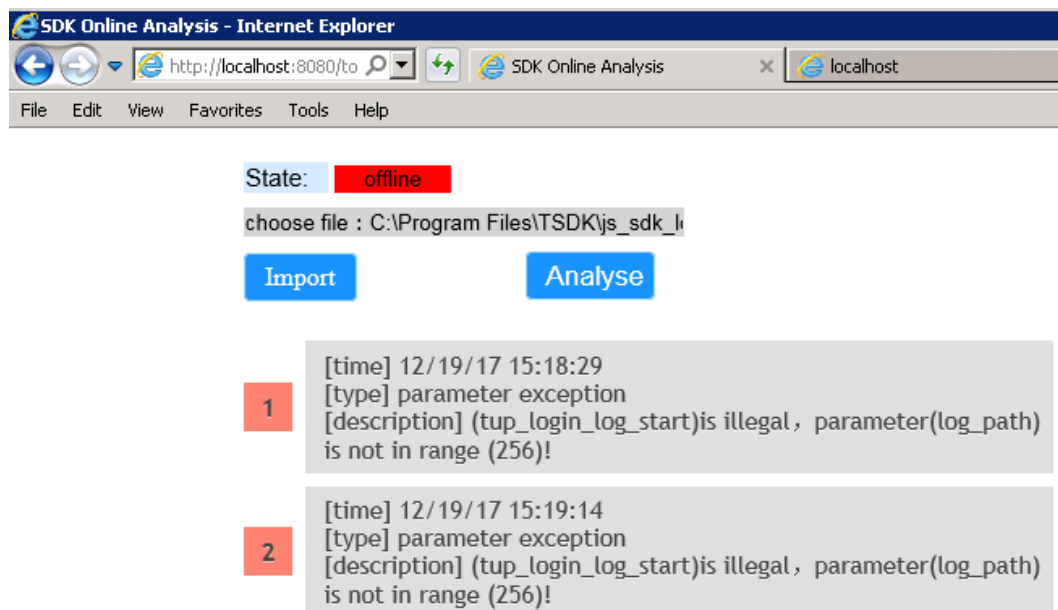 SDK Online Analysis - Internet Explorer
http://localhost:8080/to
SDK Online Analysis
localhost
File Edit View Favorites Tools Help
State: offline
choose file：C:\Program Files\TSDK\js_sdk_
Import
Analyse
1
[time] 12/19/17 15:18:29
[type] parameter exception
[description] (tup_login_log_start)is illegal，parameter(log_path)
is not in range (256)!
2
[time] 12/19/17 15:19:14
[type] parameter exception
[description] (tup_login_log_start)is illegal，parameter(log_path)
is not in range (256)!